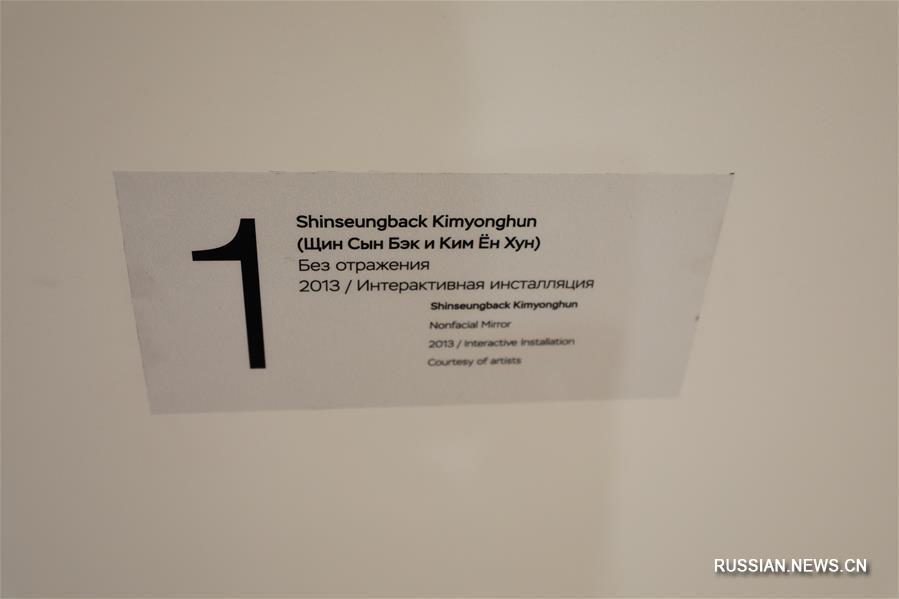 1
Shinseungback Kimyonghun
(Щин Сын Бэк и Ким Ён Хун)
Без отражения
2013 / Интерактивная инсталляция
Shinseungback Kimyonghun
Nonfacial Mirror
2013 / Interactive Installation
Courtesy of artists
RUSSIAN.NEWS.CN